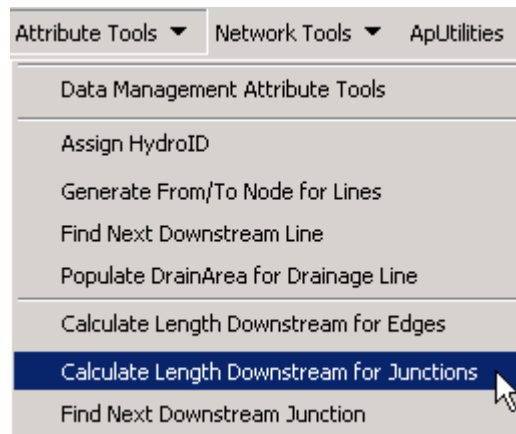 Attribute Tools ▼ Network Tools ▼ ApUtilities
Data Management Attribute Tools
Assign HydroID
Generate From/To Node for Lines
Find Next Downstream Line
Populate DrainArea for Drainage Line
Calculate Length Downstream for Edges
Calculate Length Downstream for Junctions
Find Next Downstream Junction